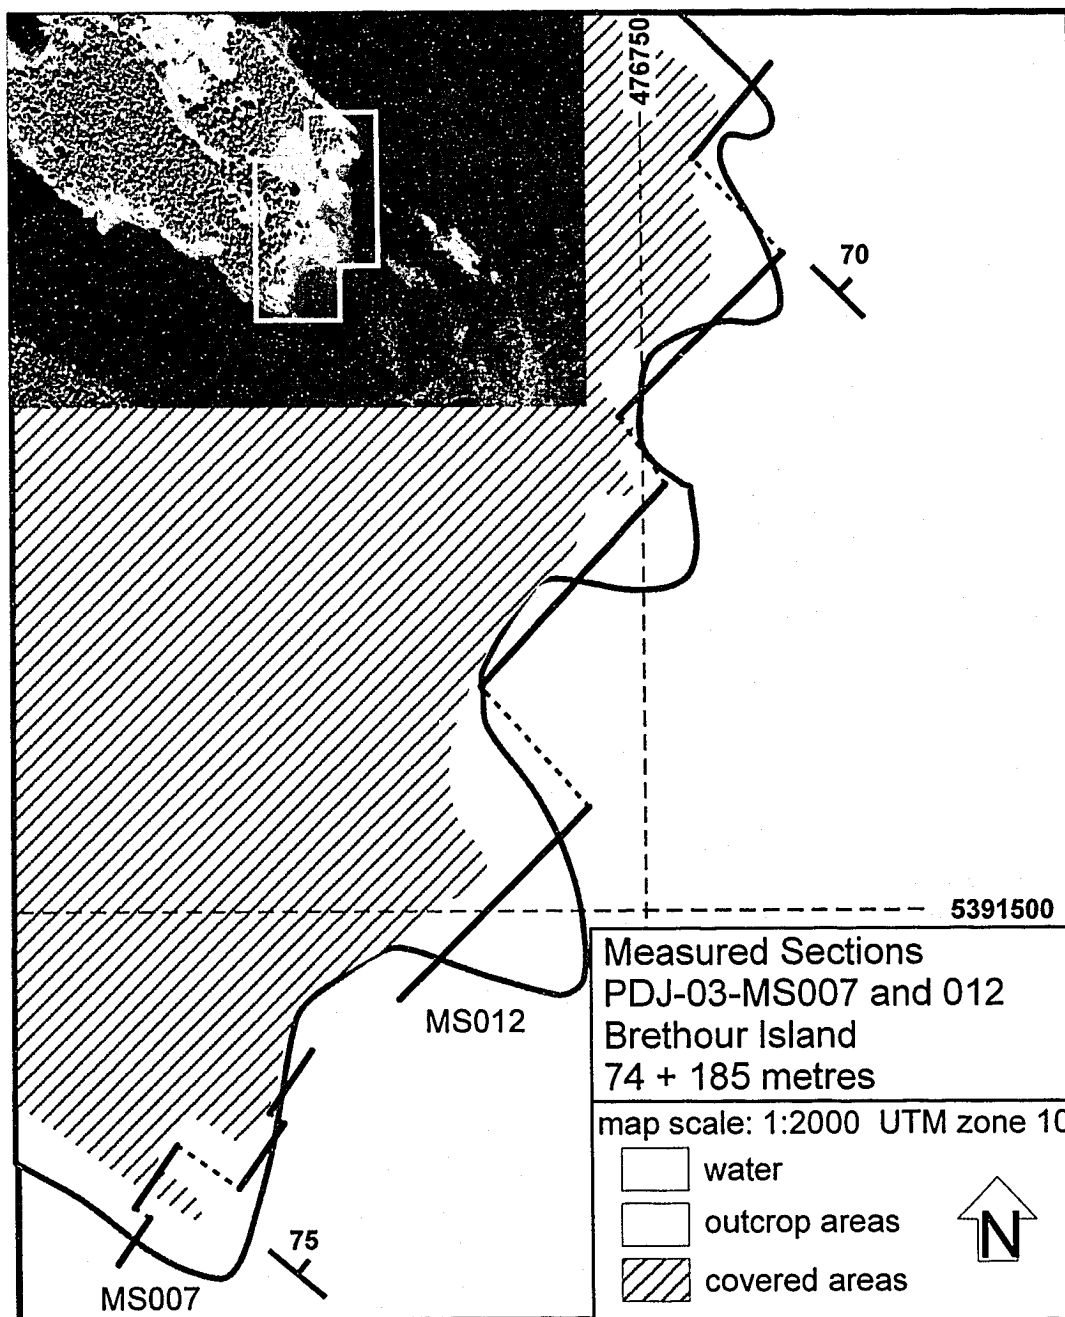 476750
70
5391500
MS012
Measured Sections
PDJ-03-MS007 and 012
Brethour Island
74 + 185 metres
map scale: 1:2000 UTM zone 10
water
outcrop areas
covered areas
N
75
MS007